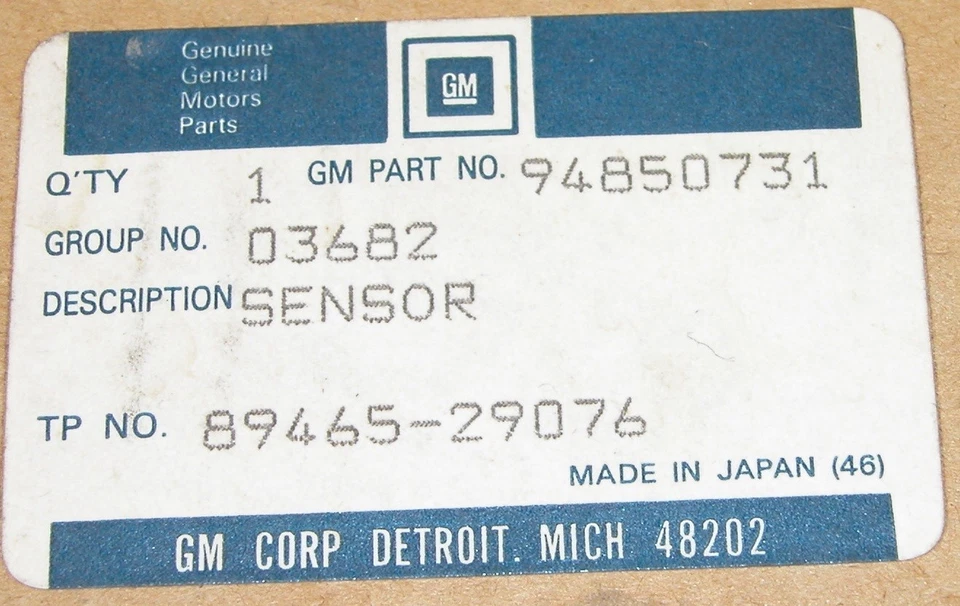 Genuine
General
Motors
Parts
GM
Q'TY 1 GM PART NO. 94850731
GROUP NO. 03682
DESCRIPTION SENSOR
TP NO. 89465-29076
MADE IN JAPAN (46)
GM CORP DETROIT. MICH 48202